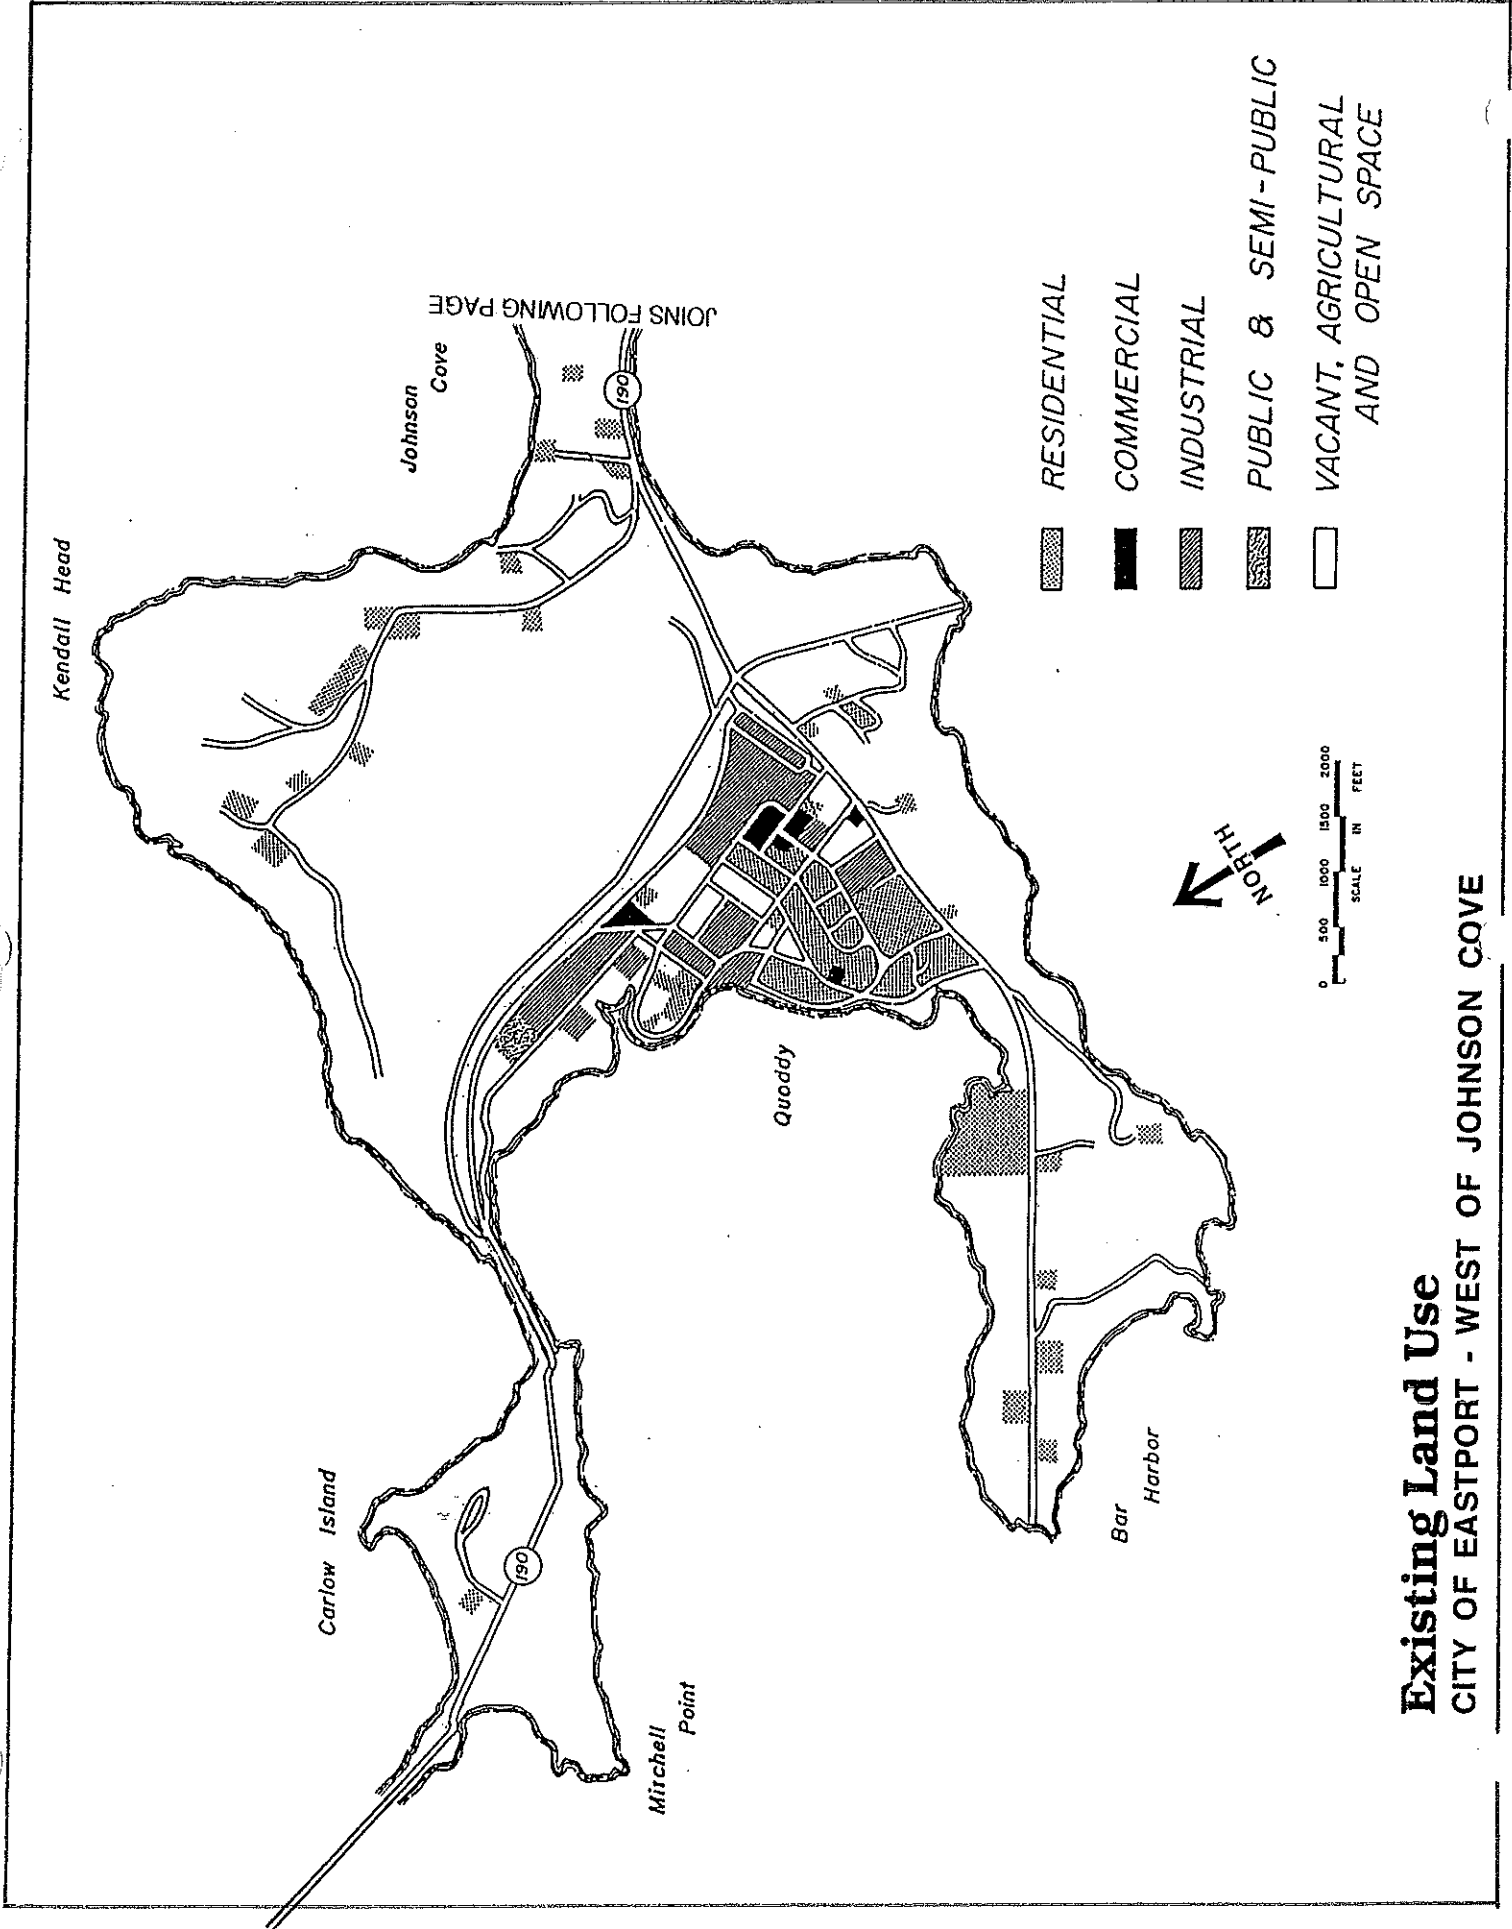 Kendall Head
Johnson
Cove
JOINS FOLLOWING PAGE
190
Carlow Island
190
Mitchell
Point
Quoddy
Bar
Harbor
RESIDENTIAL
COMMERCIAL
INDUSTRIAL
PUBLIC & SEMI-PUBLIC
VACANT, AGRICULTURAL
AND OPEN SPACE
NORTH
0 500 1000 1500 2000
SCALE IN FEET
Existing Land Use
CITY OF EASTPORT - WEST OF JOHNSON COVE